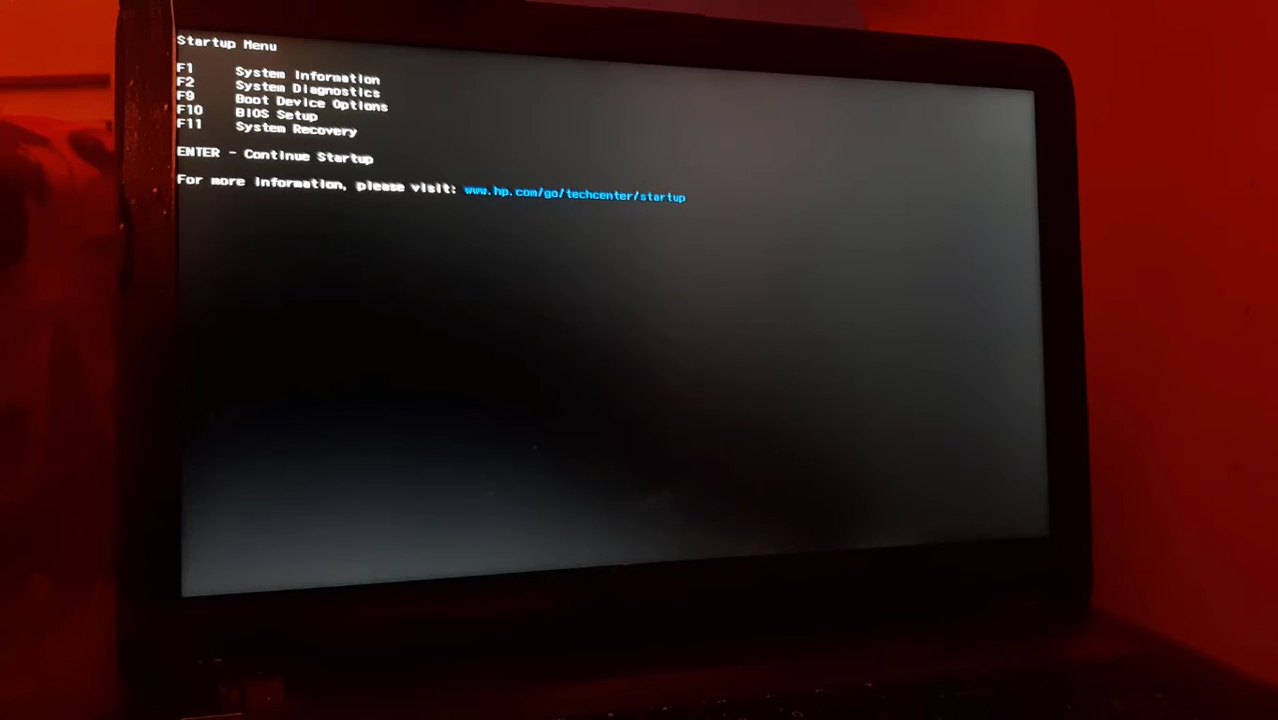 Startup Menu
F1 System Information
F2 System Diagnostics
F9 Boot Device Options
F10 BIOS Setup
F11 System Recovery
ENTER - Continue Startup
For more information, please visit: www.hp.com/go/techcenter/startup